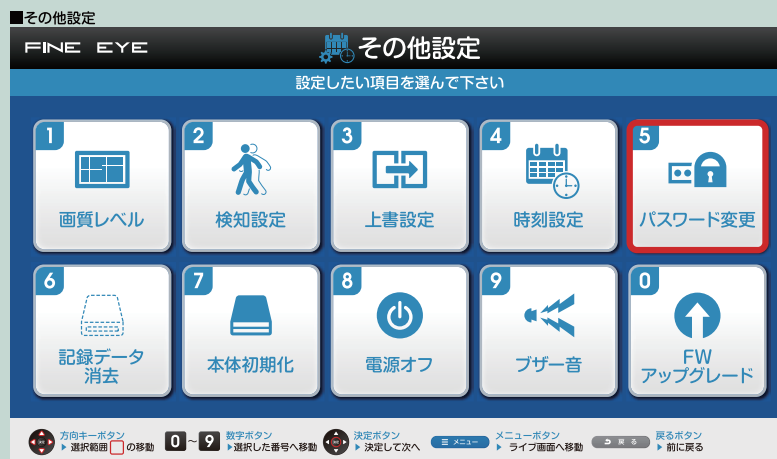 ■その他設定
FINE EYE
その他設定
設定したい項目を選んで下さい
1
画質レベル
2
検知設定
3
上書設定
4
時刻設定
5
パスワード変更
6
記録データ
消去
7
本体初期化
8
電源オフ
9
ブザー音
0
FW
アップグレード
方向キーボタン
▶ 選択範囲 の移動
0 ~ 9
数字ボタン
▶選択した番号へ移動
決定ボタン
▶ 決定して次へ
☰ メニュー
メニューボタン
▶ ライブ画面へ移動
戻る
戻るボタン
▶ 前に戻る